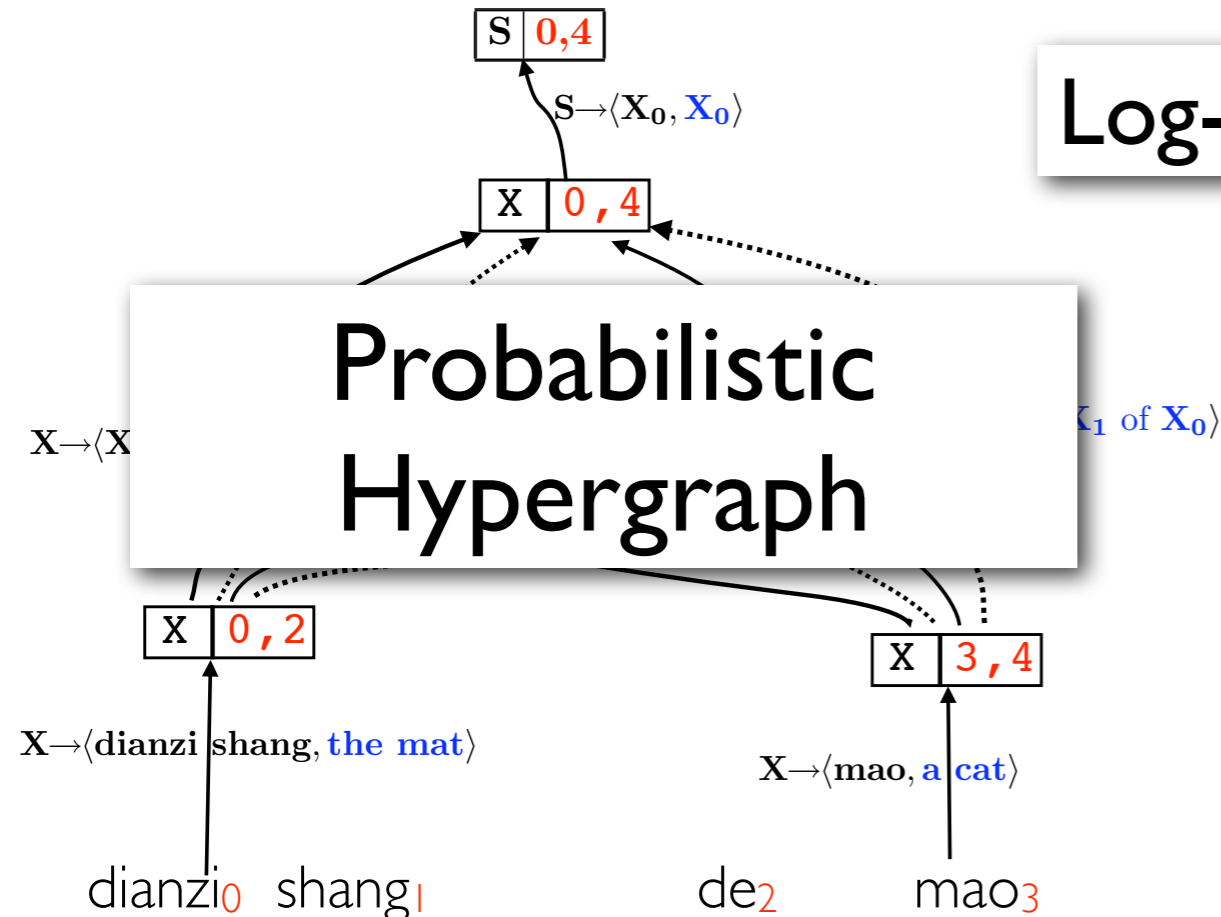 S 0,4
S→⟨X₀, X₀⟩
Log-
X 0,4
Probabilistic
X→⟨X
X₁ of X₀⟩
Hypergraph
X 0,2
X 3,4
X→⟨dianzi shang, the mat⟩
X→⟨mao, a cat⟩
dianzi₀ shang₁ de₂ mao₃